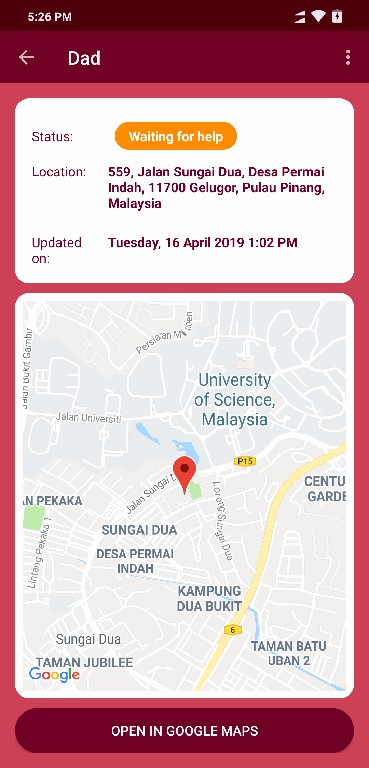 5:26 PM
Dad
Status:
Waiting for help
Location:
559, Jalan Sungai Dua, Desa Permai
Indah, 11700 Gelugor, Pulau Pinang,
Malaysia
Updated
on:
Tuesday, 16 April 2019 1:02 PM
Jalan Bukit Gambir
Persiaran M
University
of Science,
Malaysia
Jalan Universiti
P15
Jalan Sungai D
CENTU
GARDE
AN PEKAKA
Lorong Sungai Dua
SUNGAI DUA
Lintang Pekaka 1
DESA PERMAI
INDAH
KAMPUNG
DUA BUKIT
6
Sungai Dua
TAMAN BATU
UBAN 2
TAMAN JUBILEE
Google
OPEN IN GOOGLE MAPS